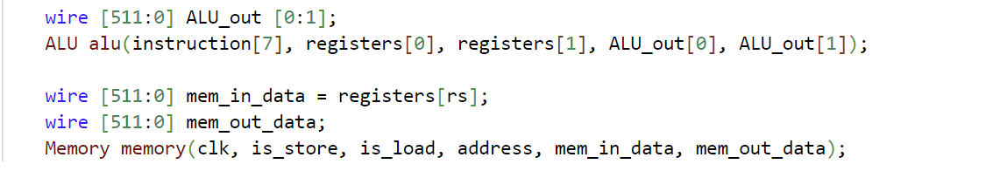 wire [511:0] ALU_out [0:1];
ALU alu(instruction[7], registers[0], registers[1], ALU_out[0], ALU_out[1]);
wire [511:0] mem_in_data = registers[rs];
wire [511:0] mem_out_data;
Memory memory(clk, is_store, is_load, address, mem_in_data, mem_out_data);